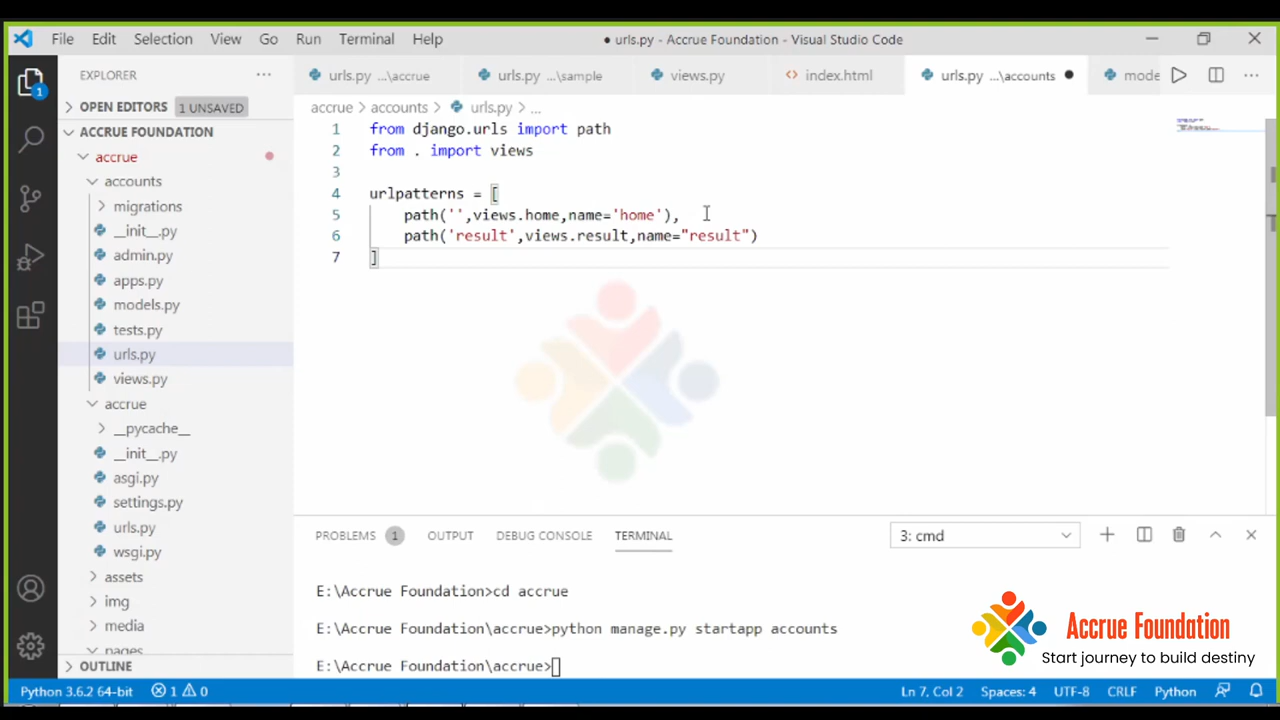 File Edit Selection View Go Run Terminal Help
● urls.py - Accrue Foundation - Visual Studio Code
EXPLORER
urls.py ...\accrue
urls.py ...\sample
views.py
index.html
urls.py ...\accounts
mode
1
OPEN EDITORS 1 UNSAVED
ACCRUE FOUNDATION
accrue
accounts
migrations
__init__.py
admin.py
apps.py
models.py
tests.py
urls.py
views.py
accrue
__pycache__
__init__.py
asgi.py
settings.py
urls.py
wsgi.py
assets
img
media
pages
OUTLINE
accrue > accounts > urls.py > ...
1 from django.urls import path
2 from . import views
3
4 urlpatterns = [
5 path('',views.home,name='home'),
6 path('result',views.result,name="result")
7 ]
PROBLEMS 1 OUTPUT DEBUG CONSOLE TERMINAL
3: cmd
E:\Accrue Foundation>cd accrue
E:\Accrue Foundation\accrue>python manage.py startapp accounts
E:\Accrue Foundation\accrue>
Accrue Foundation
Start journey to build destiny
Python 3.6.2 64-bit 1 0 Ln 7, Col 2 Spaces: 4 UTF-8 CRLF Python